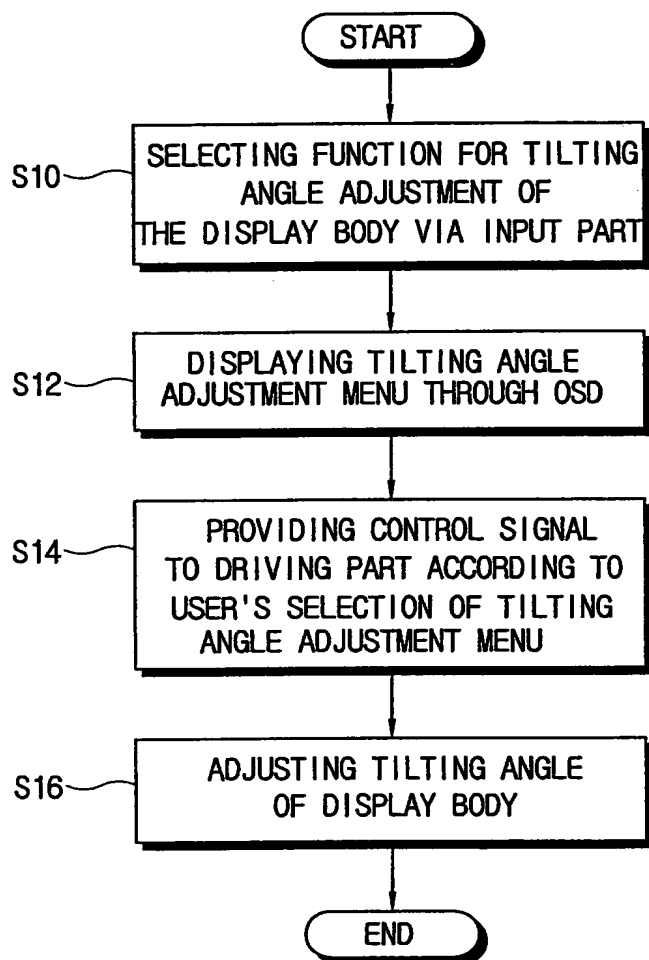 START
S10
SELECTING FUNCTION FOR TILTING
ANGLE ADJUSTMENT OF
THE DISPLAY BODY VIA INPUT PART
S12
DISPLAYING TILTING ANGLE
ADJUSTMENT MENU THROUGH OSD
S14
PROVIDING CONTROL SIGNAL
TO DRIVING PART ACCORDING TO
USER'S SELECTION OF TILTING
ANGLE ADJUSTMENT MENU
S16
ADJUSTING TILTING ANGLE
OF DISPLAY BODY
END